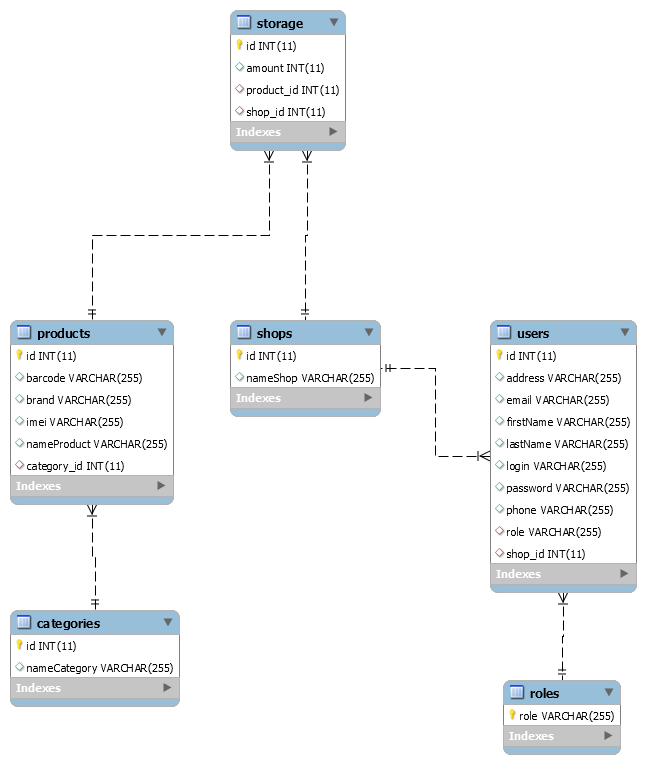 storage
id INT(11)
amount INT(11)
product_id INT(11)
shop_id INT(11)
Indexes
products
id INT(11)
barcode VARCHAR(255)
brand VARCHAR(255)
imei VARCHAR(255)
nameProduct VARCHAR(255)
category_id INT(11)
Indexes
shops
id INT(11)
nameShop VARCHAR(255)
Indexes
users
id INT(11)
address VARCHAR(255)
email VARCHAR(255)
firstName VARCHAR(255)
lastName VARCHAR(255)
login VARCHAR(255)
password VARCHAR(255)
phone VARCHAR(255)
role VARCHAR(255)
shop_id INT(11)
Indexes
categories
id INT(11)
nameCategory VARCHAR(255)
Indexes
roles
role VARCHAR(255)
Indexes